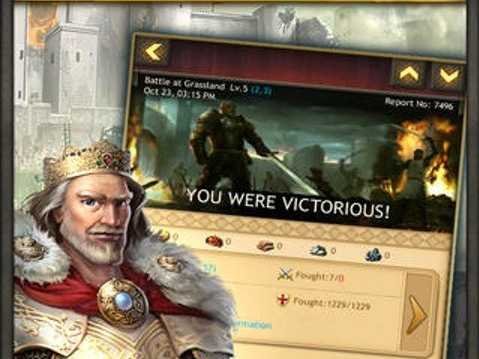 Battle at Grassland Lv.5 (2,3)
Oct 23, 03:15 PM
Report No: 7496
YOU WERE VICTORIOUS!
0 0 0 0 0
Fought:7/0
Fought:1229/1229